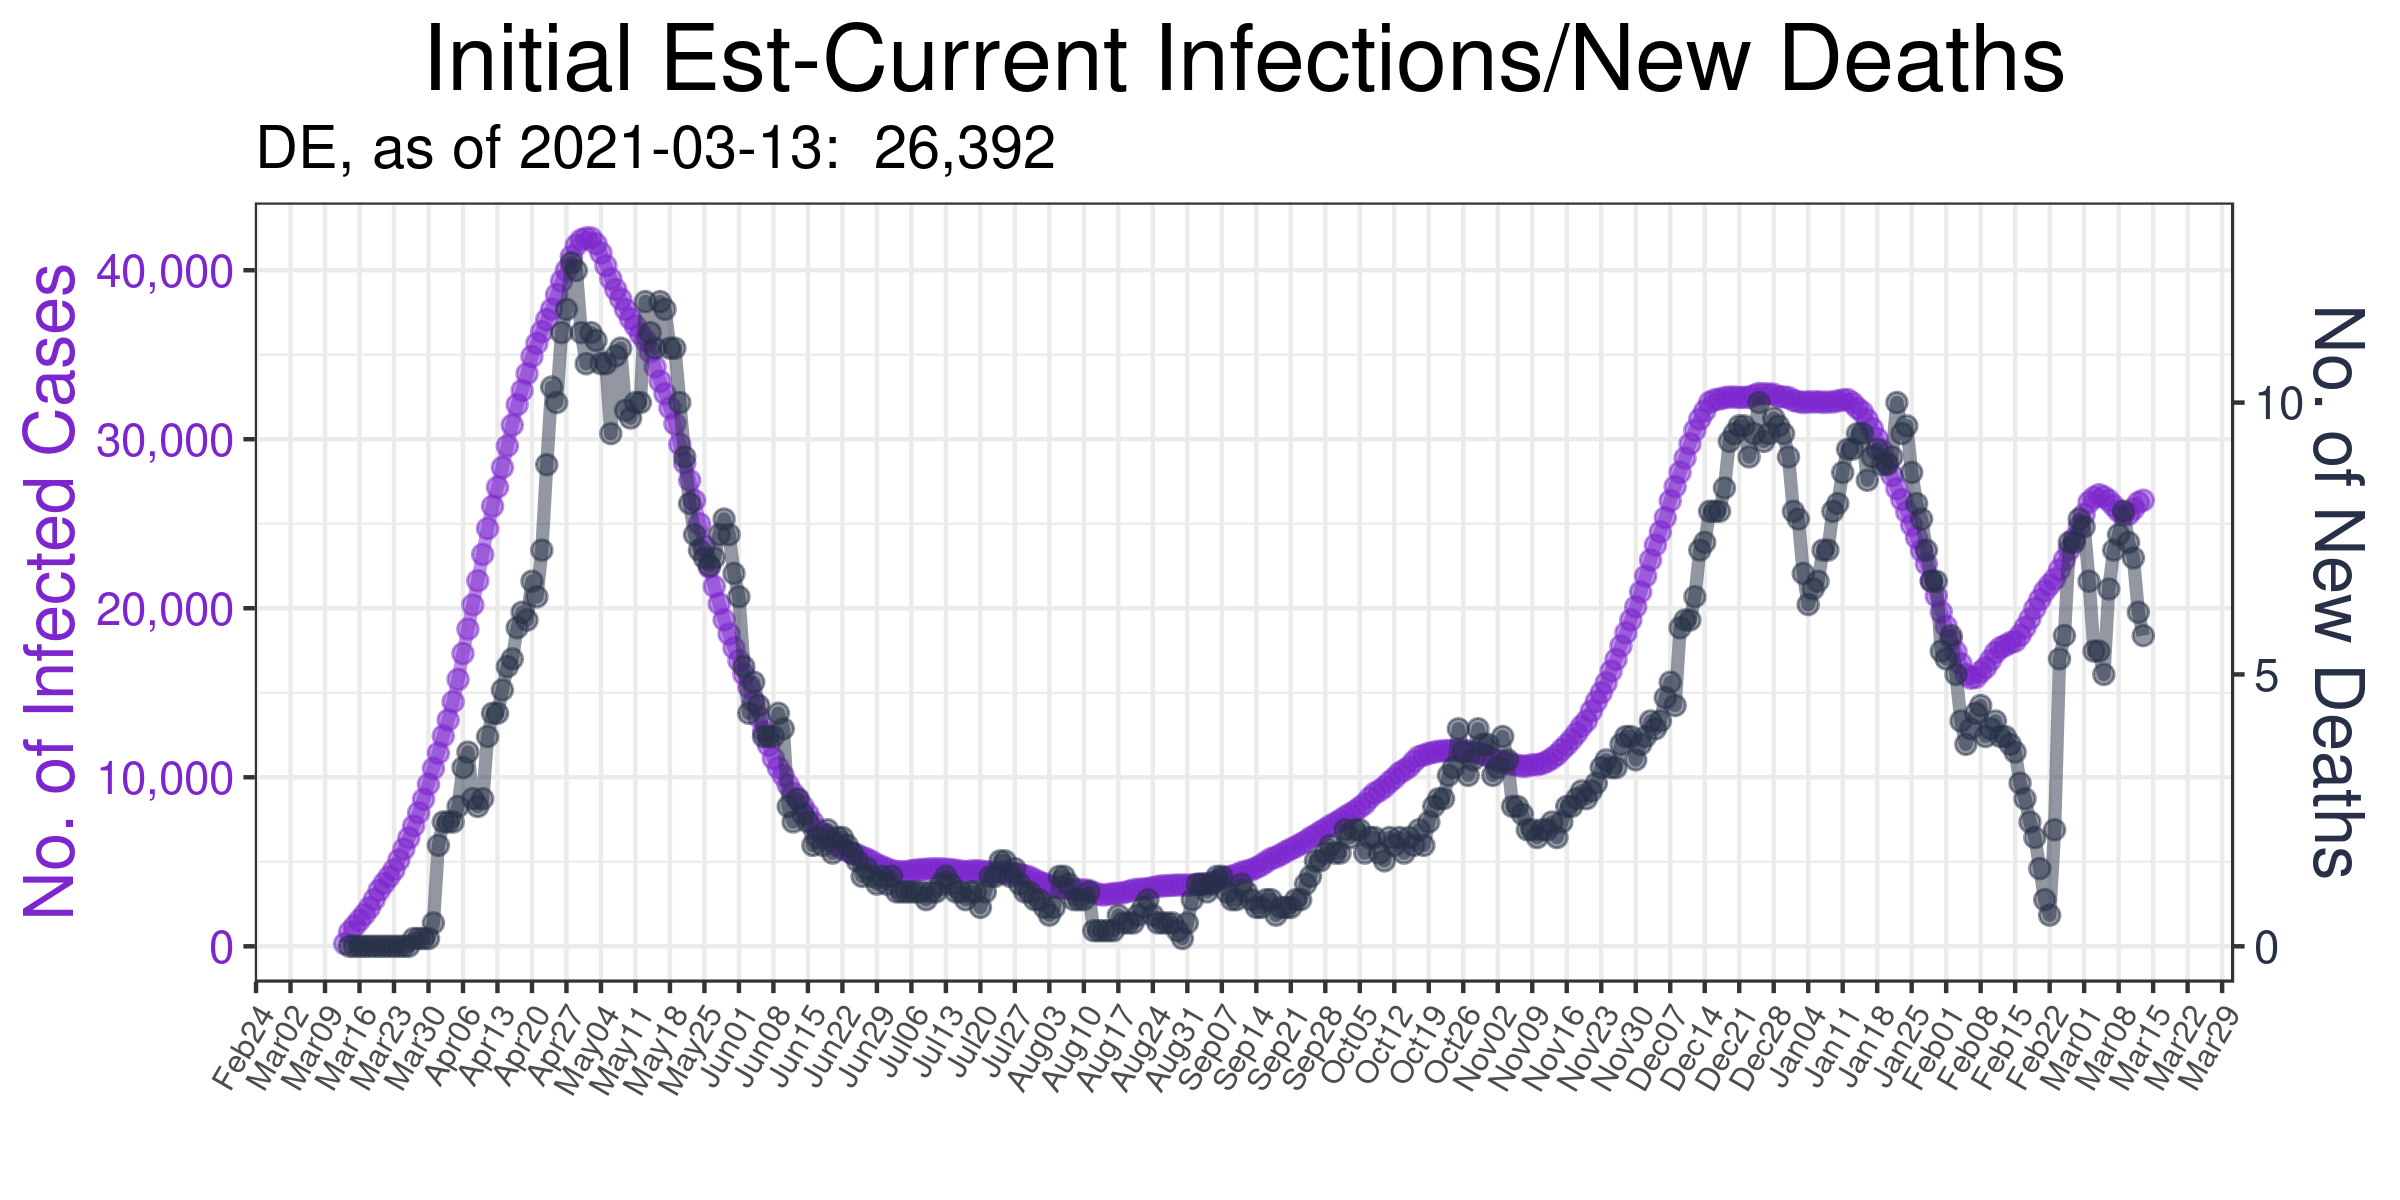 Initial Est-Current Infections/New Deaths
DE, as of 2021-03-13:  26,392
No. of Infected Cases
40,000
30,000
20,000
10,000
0
No. of New Deaths
10
5
0
Feb24
Mar02
Mar09
Mar16
Mar23
Mar30
Apr06
Apr13
Apr20
Apr27
May04
May11
May18
May25
Jun01
Jun08
Jun15
Jun22
Jun29
Jul06
Jul13
Jul20
Jul27
Aug03
Aug10
Aug17
Aug24
Aug31
Sep07
Sep14
Sep21
Sep28
Oct05
Oct12
Oct19
Oct26
Nov02
Nov09
Nov16
Nov23
Nov30
Dec07
Dec14
Dec21
Dec28
Jan04
Jan11
Jan18
Jan25
Feb01
Feb08
Feb15
Feb22
Mar01
Mar08
Mar15
Mar22
Mar29